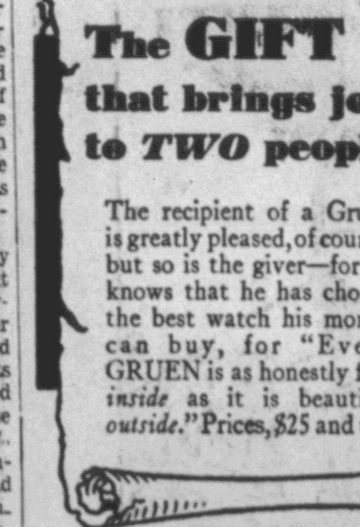 The GIFT
that brings jo
to TWO peop
The recipient of a Gru
is greatly pleased, of cour
but so is the giver—for
knows that he has cho
the best watch his mon
can buy, for "Eve
GRUEN is as honestly f
inside as it is beauti
outside." Prices, $25 and